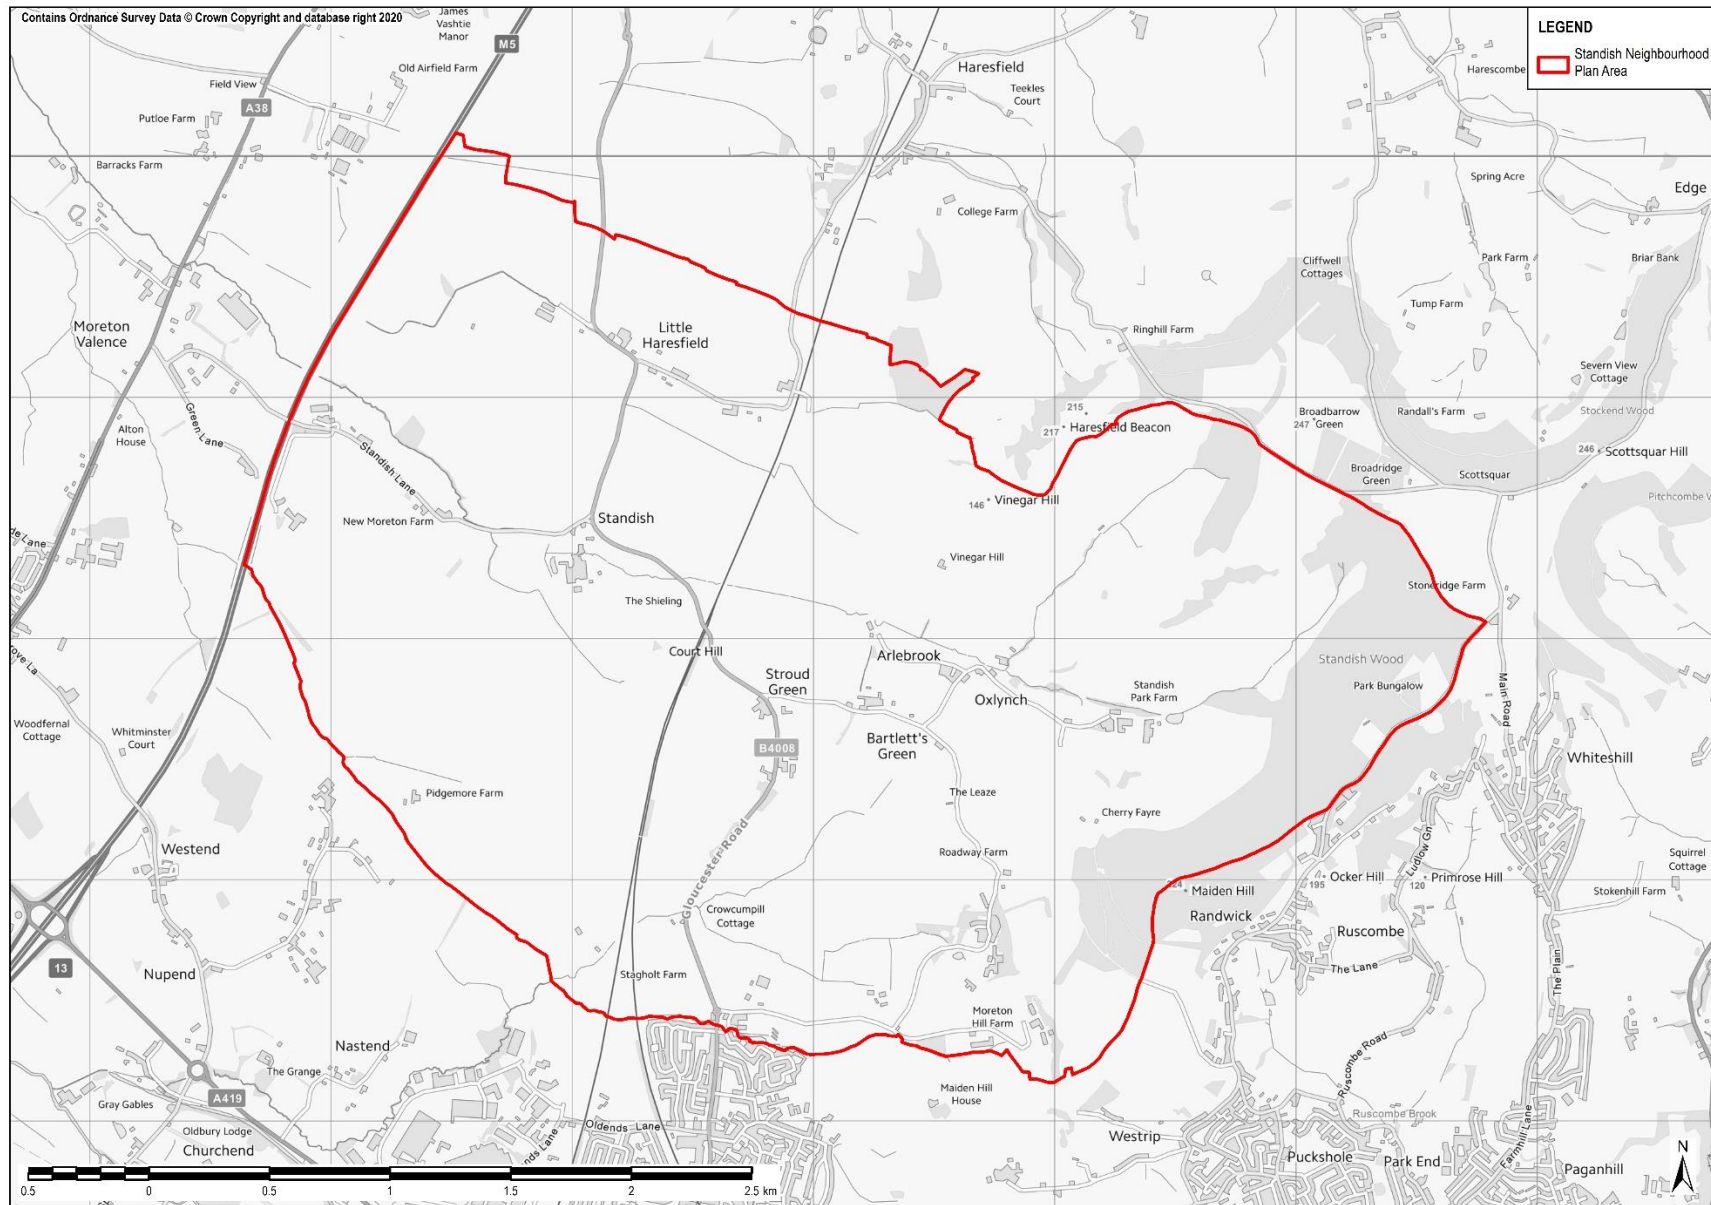 Contains Ordnance Survey Data © Crown Copyright and database right 2020
LEGEND
Standish Neighbourhood
Plan Area
James
Vashtie
Manor
M5
Old Airfield Farm
Field View
A38
Putloe Farm
Barracks Farm
Haresfield
Teekles
Court
Harescombe
Spring Acre
Edge
College Farm
Cliffwell
Cottages
Park Farm
Briar Bank
Tump Farm
Moreton
Valence
Little
Haresfield
Ringhill Farm
Severn View
Cottage
Stockend Wood
Alton
House
Green Lane
215
217
Haresfield Beacon
Broadbarrow
Green
247
Randall's Farm
246
Scottsquar Hill
Standish Lane
Broadridge
Green
Scottsquar
Pitchcombe W
146
Vinegar Hill
New Moreton Farm
Standish
de Lane
Vinegar Hill
The Shieling
Stoneridge Farm
Court Hill
Arlebrook
Standish Wood
rove La
Stroud
Green
Oxlynch
Standish
Park Farm
Park Bungalow
Main Road
Woodfernal
Cottage
Whitminster
Court
B4008
Bartlett's
Green
Whiteshill
Pidgemore Farm
The Leaze
Cherry Fayre
Gloucester Road
Westend
Roadway Farm
Ludlow Gn
Squirrel
Cottage
Maiden Hill
195
Ocker Hill
120
Primrose Hill
Stokenhill Farm
Crowcumpill
Cottage
Randwick
Ruscombe
13
Nupend
Stagholt Farm
The Lane
The Plain
Moreton
Hill Farm
Nastend
The Grange
Ruscombe Road
A419
Gray Gables
Maiden Hill
House
Ruscombe Brook
Oldbury Lodge
Oldends Lane
Churchend
nds Lane
Westrip
Farmhill Lane
Puckshole
Park End
Paganhill
N
0.5 0 0.5 1 1.5 2 2.5 km